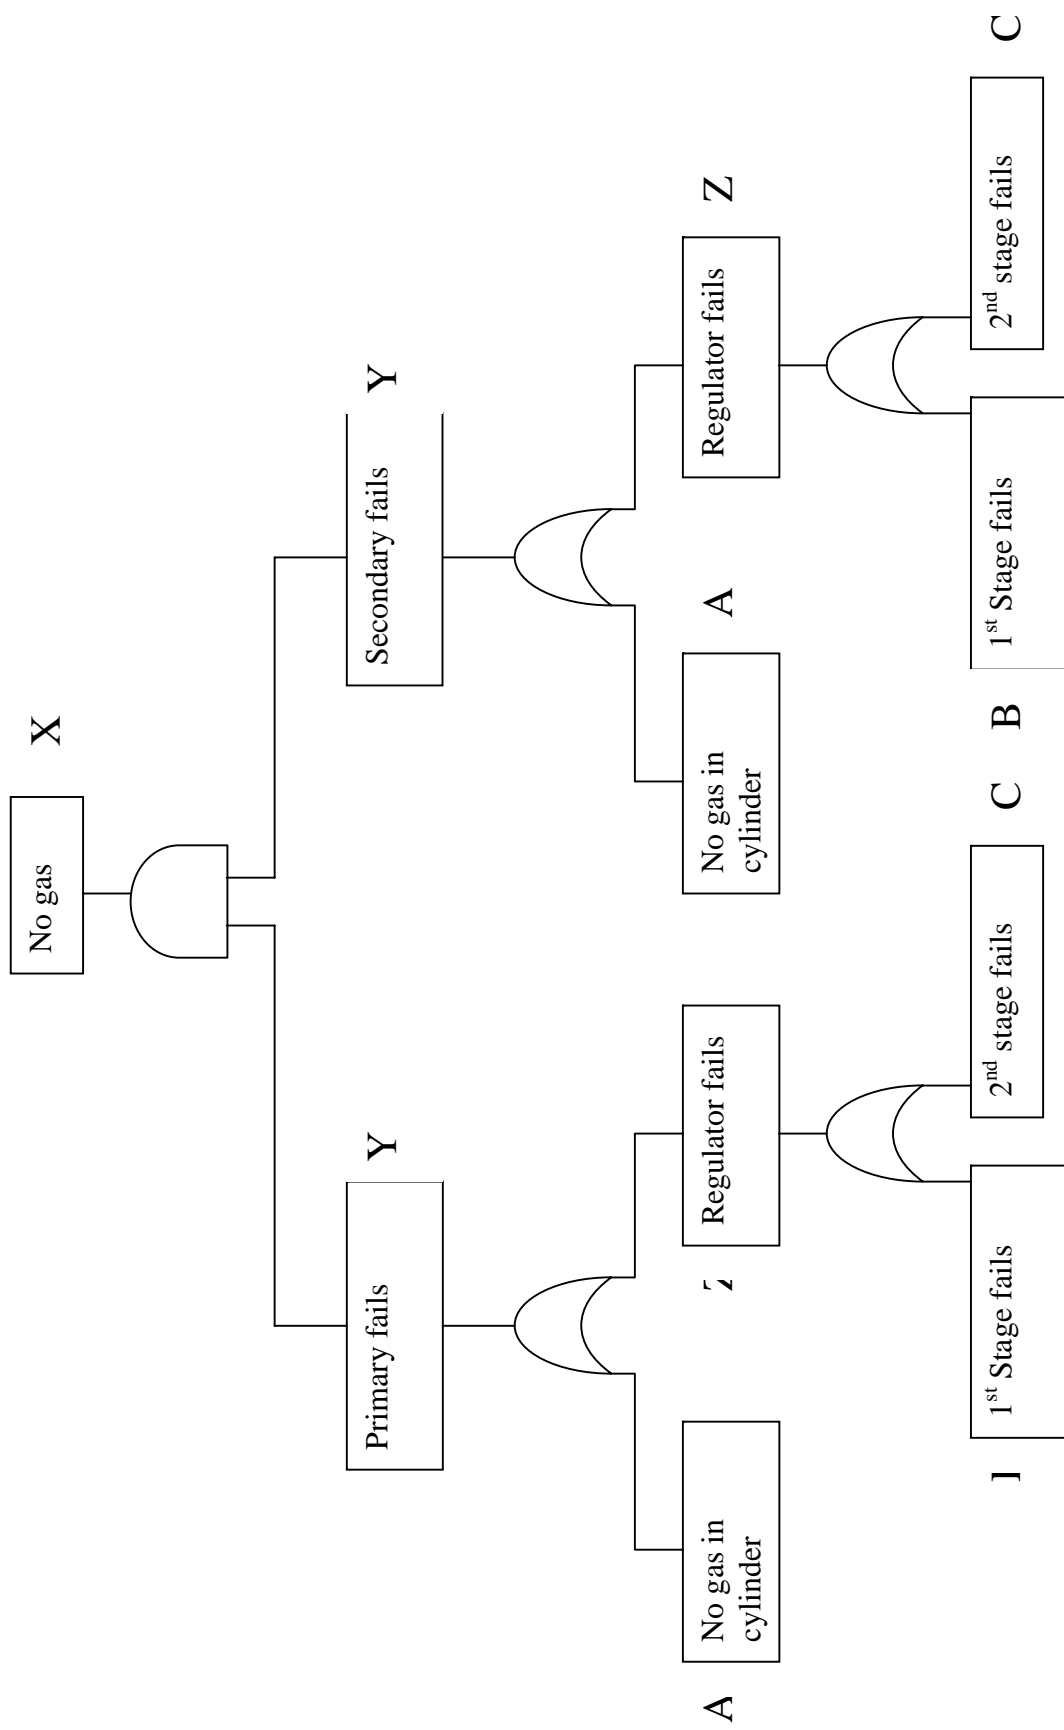 No gas
X
Primary fails
Y
Secondary fails
Y
A
No gas in
cylinder
Regulator fails
No gas in
cylinder
A
Regulator fails
Z
1st Stage fails
2nd stage fails
C
B
1st Stage fails
2nd stage fails
C